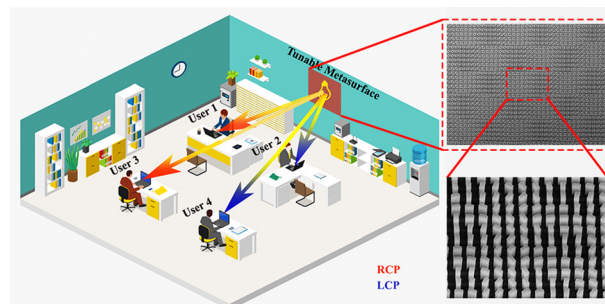 Tunable Metasurface
User 1
User 2
User 3
User 4
RCP
LCP